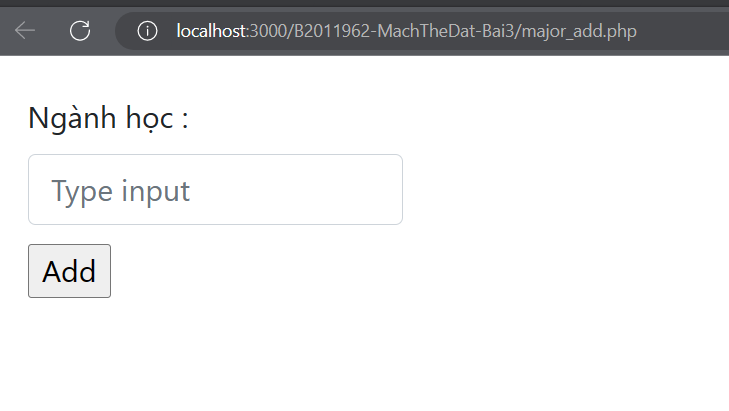 localhost:3000/B2011962-MachTheDat-Bai3/major_add.php
Ngành học :
Type input
Add